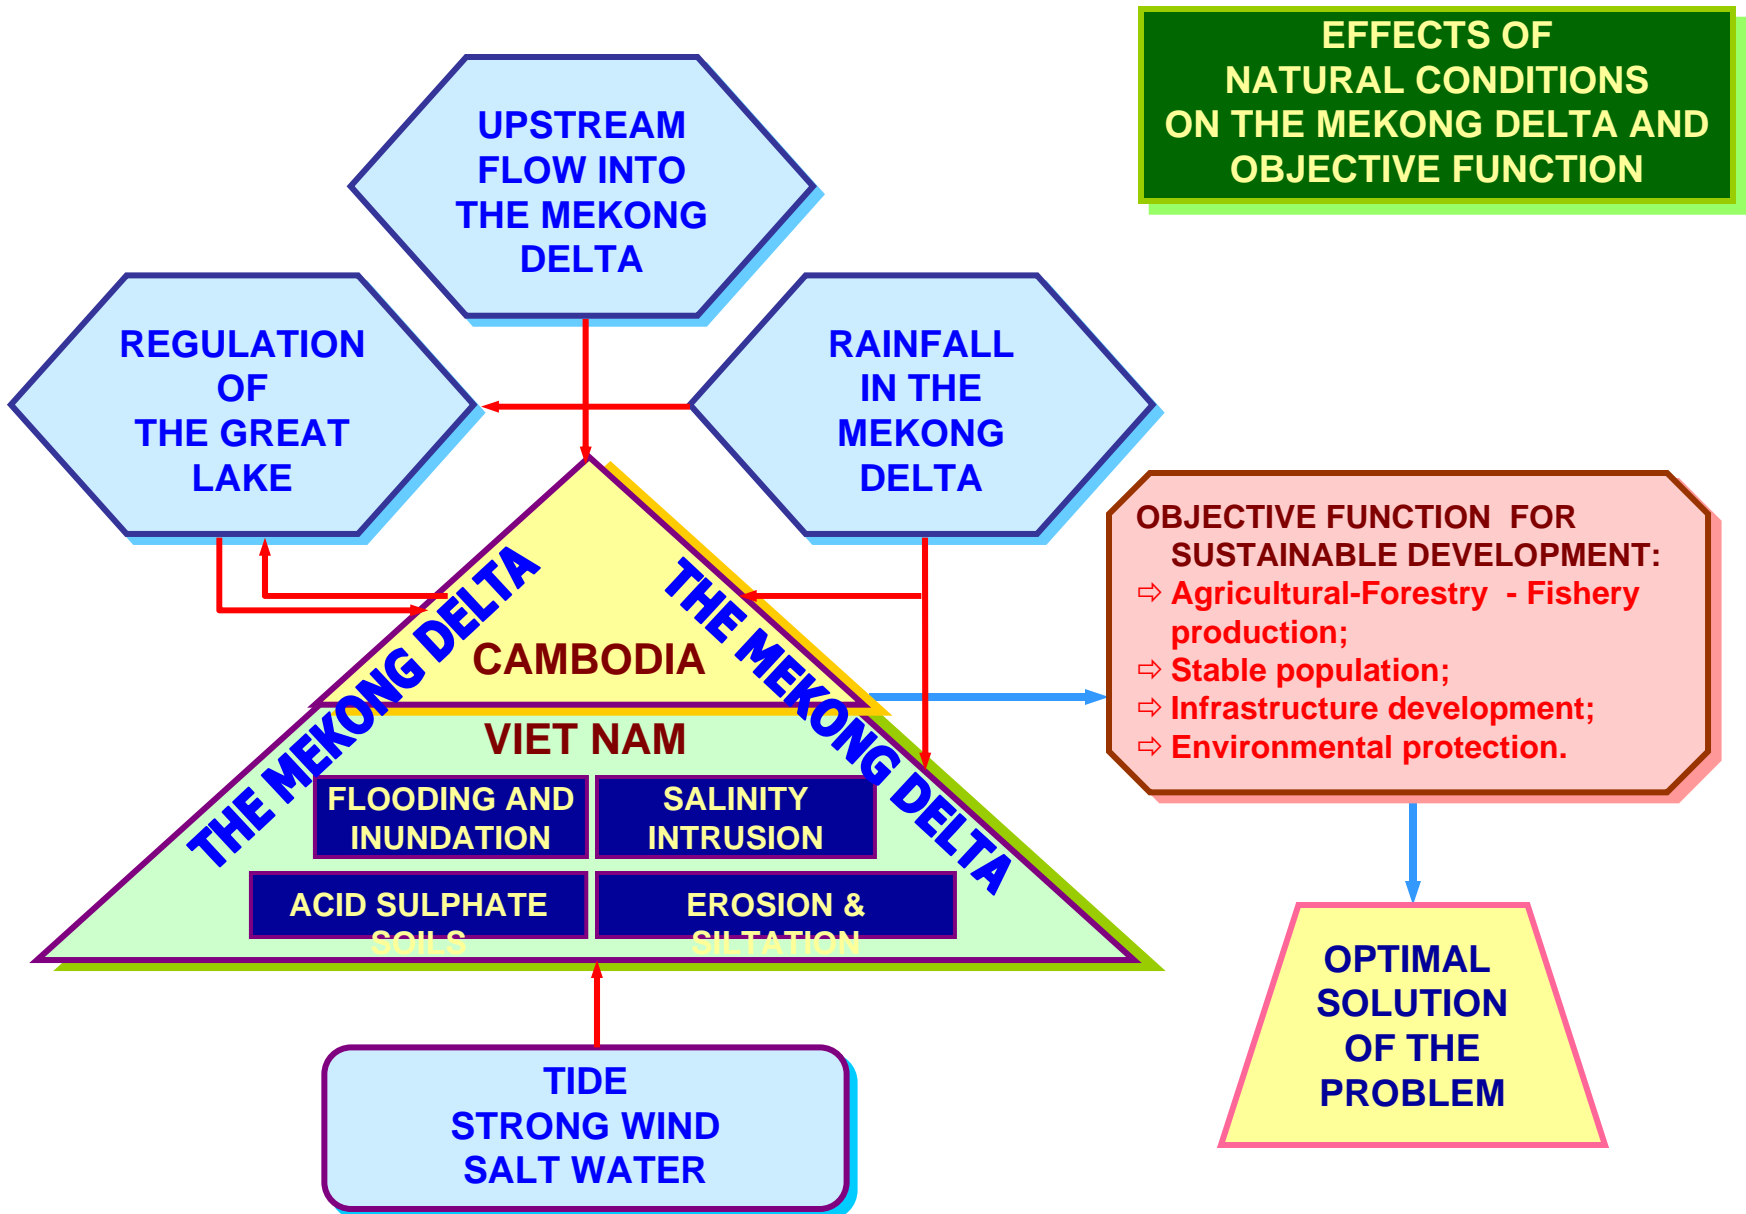 EFFECTS OF
NATURAL CONDITIONS
ON THE MEKONG DELTA AND
OBJECTIVE FUNCTION
UPSTREAM
FLOW INTO
THE MEKONG
DELTA
REGULATION
OF
THE GREAT
LAKE
RAINFALL
IN THE
MEKONG
DELTA
THE MEKONG DELTA
THE MEKONG DELTA
CAMBODIA
VIET NAM
FLOODING AND
INUNDATION
SALINITY
INTRUSION
ACID SULPHATE
SOILS
EROSION &
SILTATION
TIDE
STRONG WIND
SALT WATER
OBJECTIVE FUNCTION FOR
SUSTAINABLE DEVELOPMENT:
⇨ Agricultural-Forestry - Fishery
production;
⇨ Stable population;
⇨ Infrastructure development;
⇨ Environmental protection.
OPTIMAL
SOLUTION
OF THE
PROBLEM